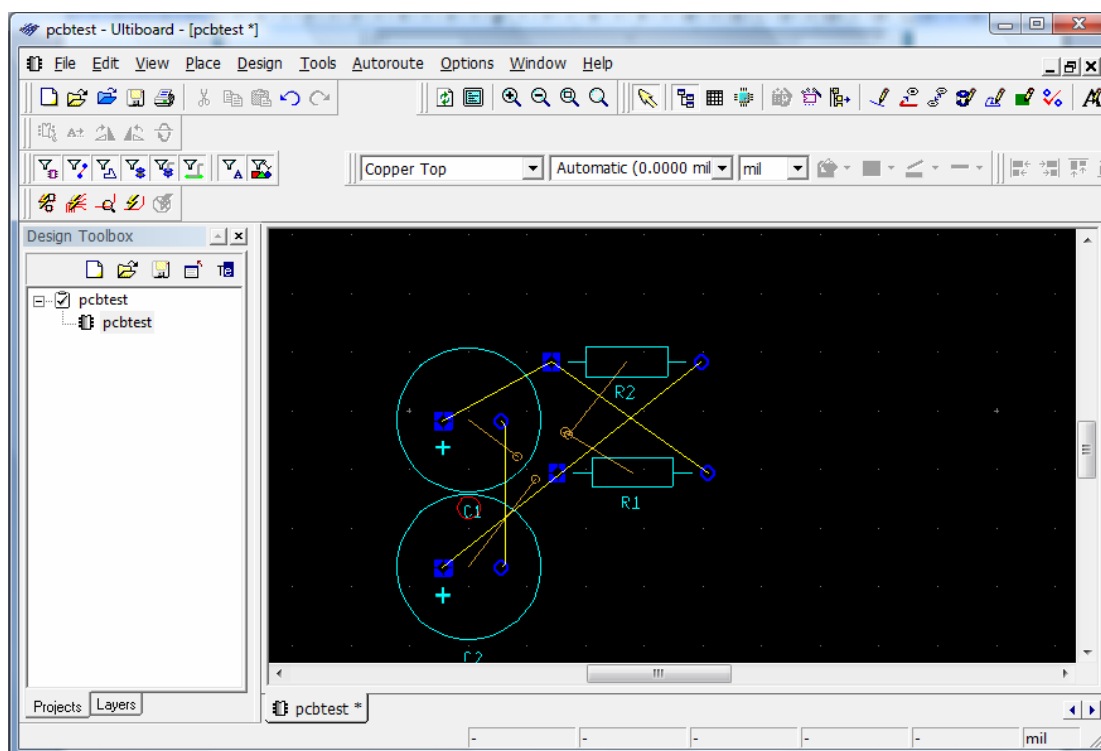 pcbtest - Ultiboard - [pcbtest *]
File Edit View Place Design Tools Autoroute Options Window Help
Copper Top Automatic (0.0000 mil mil
Design Toolbox
pcbtest
pcbtest
R2
R1
C1
C2
Projects Layers
pcbtest *
- - - - - mil